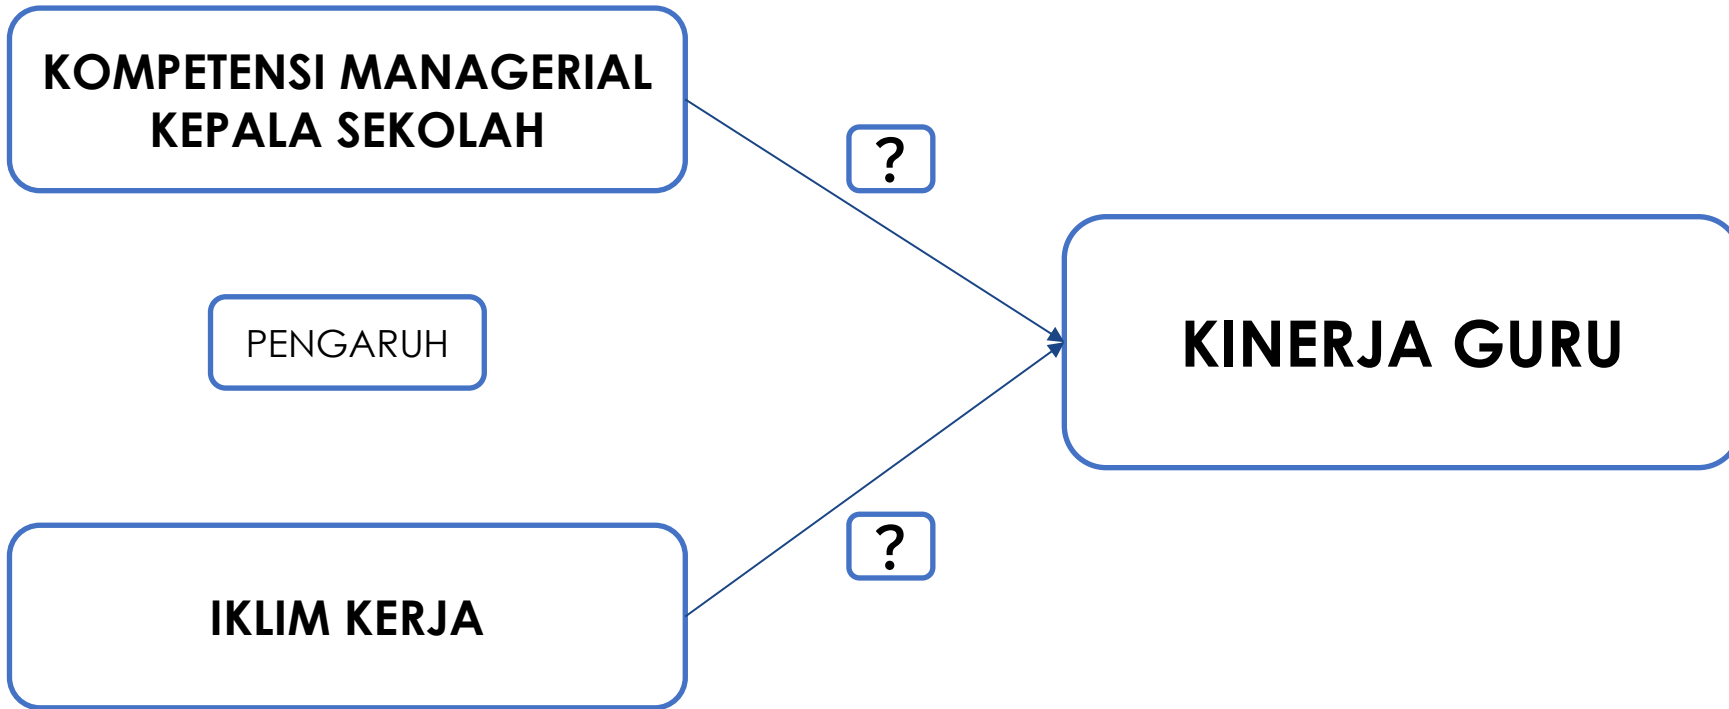 KOMPETENSI MANAGERIAL
KEPALA SEKOLAH
?
PENGARUH
KINERJA GURU
?
IKLIM KERJA